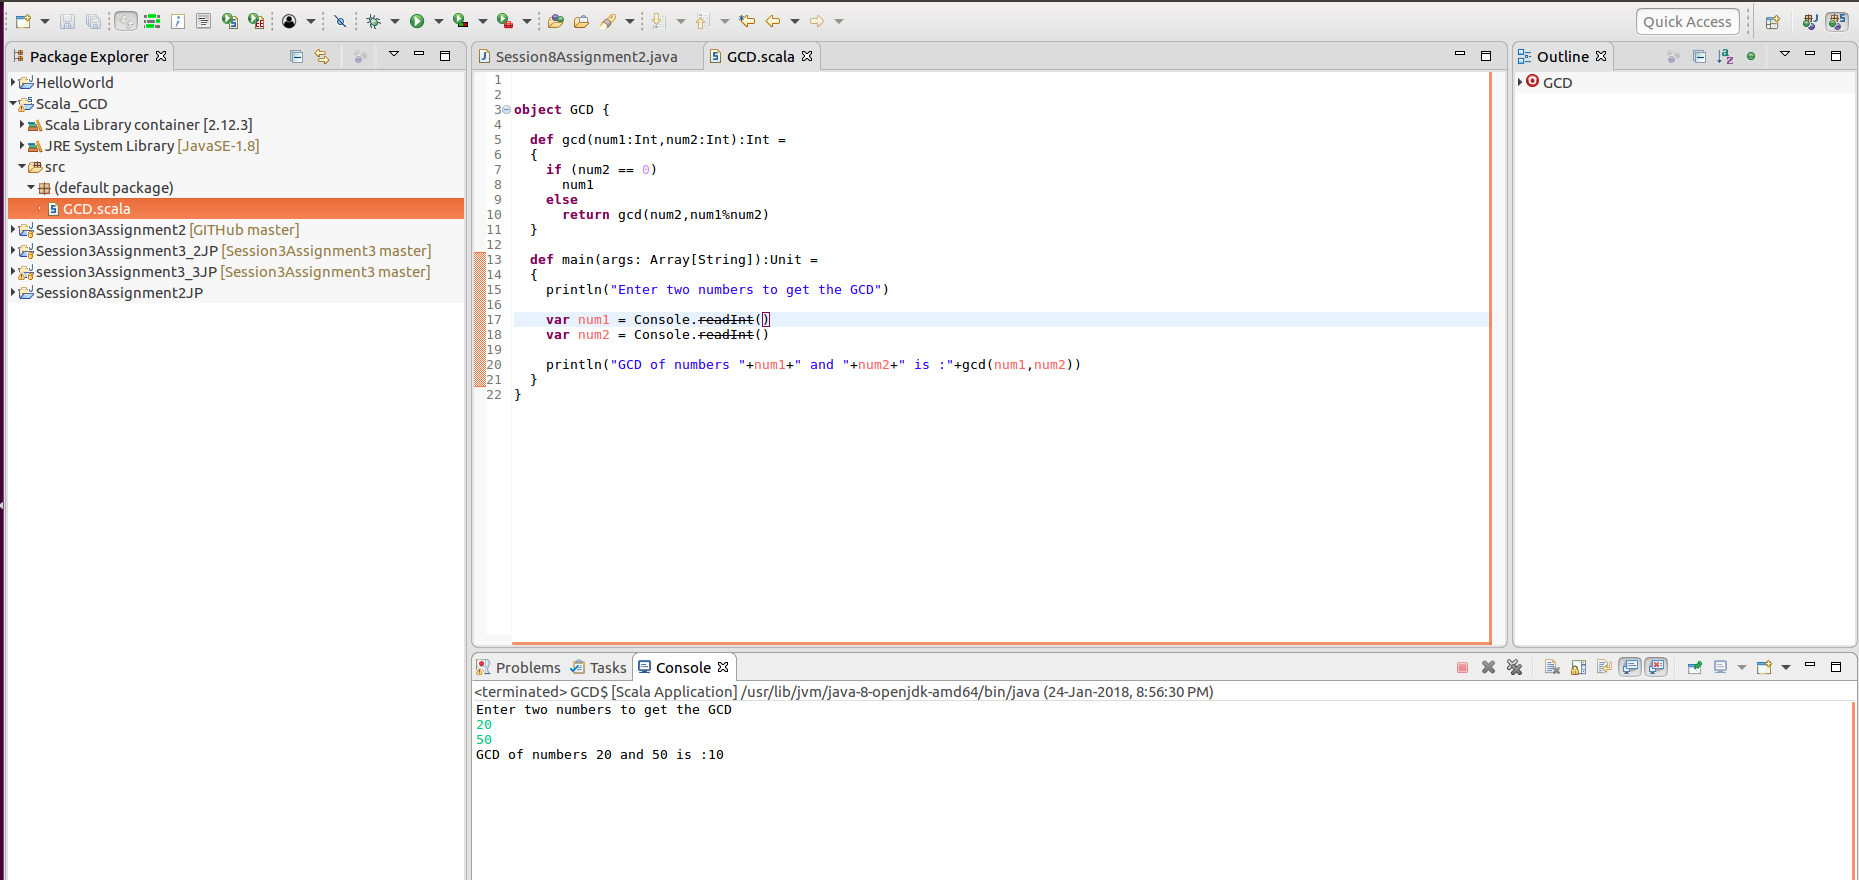 Quick Access
Package Explorer
HelloWorld
Scala_GCD
Scala Library container [2.12.3]
JRE System Library [JavaSE-1.8]
src
(default package)
GCD.scala
Session3Assignment2 [GITHub master]
Session3Assignment3_2JP [Session3Assignment3 master]
session3Assignment3_3JP [Session3Assignment3 master]
Session8Assignment2JP
Session8Assignment2.java
GCD.scala
1
2
3 object GCD {
4
5 def gcd(num1:Int,num2:Int):Int =
6 {
7 if (num2 == 0)
8 num1
9 else
10 return gcd(num2,num1%num2)
11 }
12
13 def main(args: Array[String]):Unit =
14 {
15 println("Enter two numbers to get the GCD")
16
17 var num1 = Console.readInt()
18 var num2 = Console.readInt()
19
20 println("GCD of numbers "+num1+" and "+num2+" is :"+gcd(num1,num2))
21 }
22 }
Outline
GCD
Problems
Tasks
Console
<terminated> GCD$ [Scala Application] /usr/lib/jvm/java-8-openjdk-amd64/bin/java (24-Jan-2018, 8:56:30 PM)
Enter two numbers to get the GCD
20
50
GCD of numbers 20 and 50 is :10